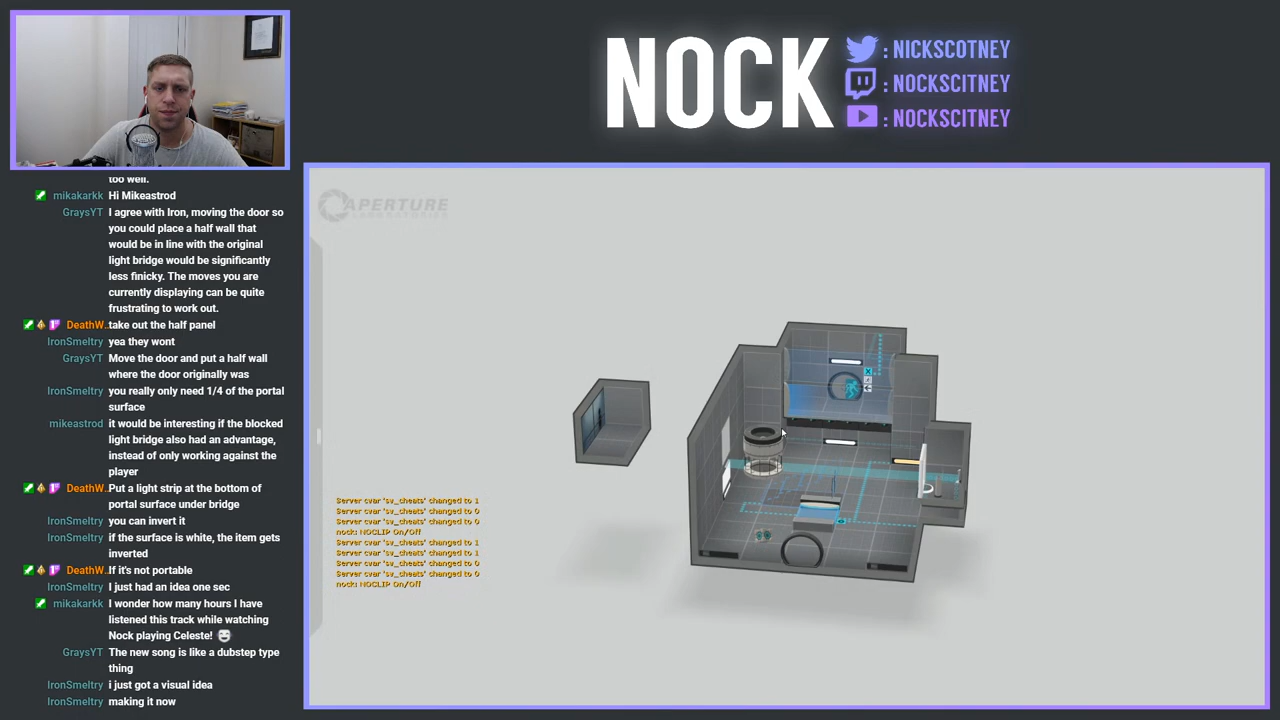 NOCK
: NICKSCOTNEY
: NOCKSCITNEY
: NOCKSCITNEY
too well.
mikakarkk Hi Mikeastrod
GraysYT I agree with Iron, moving the door so
you could place a half wall that
would be in line with the original
light bridge would be significantly
less finicky. The moves you are
currently displaying can be quite
frustrating to work out.
DeathW.. take out the half panel
IronSmeltry yea they wont
GraysYT Move the door and put a half wall
where the door originally was
IronSmeltry you really only need 1/4 of the portal
surface
mikeastrod it would be interesting if the blocked
light bridge also had an advantage,
instead of only working against the
player
DeathW.. Put a light strip at the bottom of
portal surface under bridge
IronSmeltry you can invert it
IronSmeltry if the surface is white, the item gets
inverted
DeathW.. If it's not portable
IronSmeltry I just had an idea one sec
mikakarkk I wonder how many hours I have
listened this track while watching
Nock playing Celeste!
GraysYT The new song is like a dubstep type
thing
IronSmeltry i just got a visual idea
IronSmeltry making it now
APERTURE
LABORATORIES
Server cvar 'sv_cheats' changed to 1
Server cvar 'sv_cheats' changed to 0
Server cvar 'sv_cheats' changed to 0
nock: NOCLIP On/Off
Server cvar 'sv_cheats' changed to 1
Server cvar 'sv_cheats' changed to 1
Server cvar 'sv_cheats' changed to 0
Server cvar 'sv_cheats' changed to 0
nock: NOCLIP On/Off